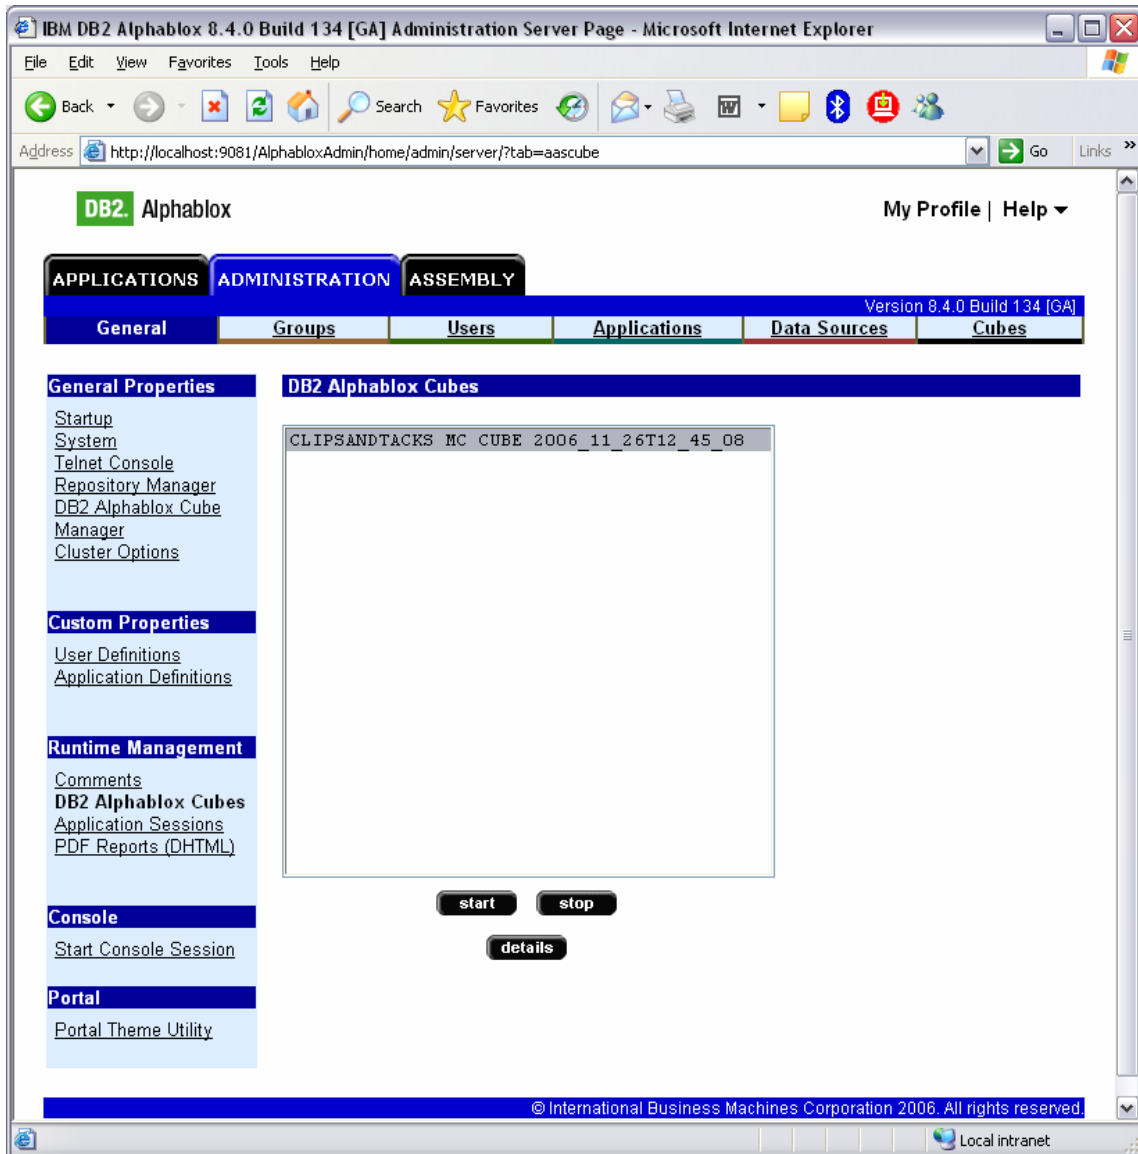 IBM DB2 Alphablox 8.4.0 Build 134 [GA] Administration Server Page - Microsoft Internet Explorer
File Edit View Favorites Tools Help
Back Search Favorites
Address http://localhost:9081/AlphabloxAdmin/home/admin/server/?tab=aascube Go Links »
DB2. Alphablox My Profile | Help
APPLICATIONS ADMINISTRATION ASSEMBLY
Version 8.4.0 Build 134 [GA]
General Groups Users Applications Data Sources Cubes
General Properties
Startup
System
Telnet Console
Repository Manager
DB2 Alphablox Cube
Manager
Cluster Options
Custom Properties
User Definitions
Application Definitions
Runtime Management
Comments
DB2 Alphablox Cubes
Application Sessions
PDF Reports (DHTML)
Console
Start Console Session
Portal
Portal Theme Utility
DB2 Alphablox Cubes
CLIPSANDTACKS MC CUBE 2006_11_26T12_45_08
start stop
details
© International Business Machines Corporation 2006. All rights reserved.
Local intranet